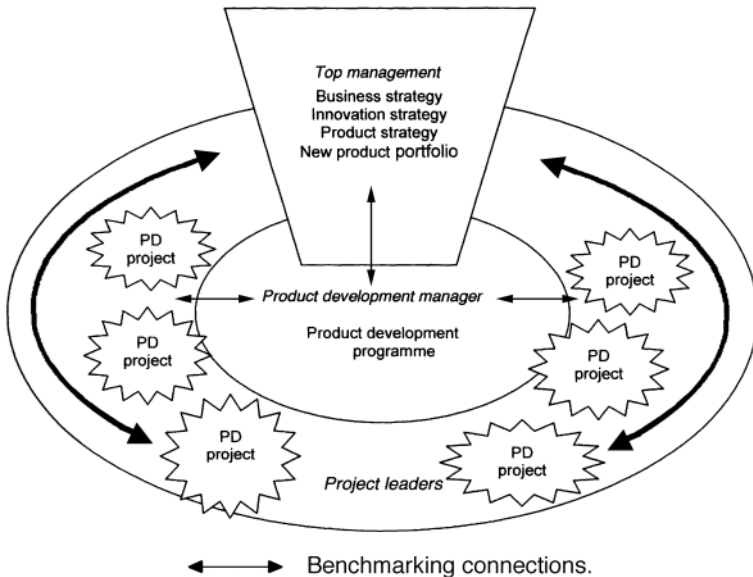 Top management
Business strategy
Innovation strategy
Product strategy
New product portfolio
PD
project
PD
project
Product development manager
PD
project
Product development
programme
PD
project
PD
project
PD
project
Project leaders
Benchmarking connections.